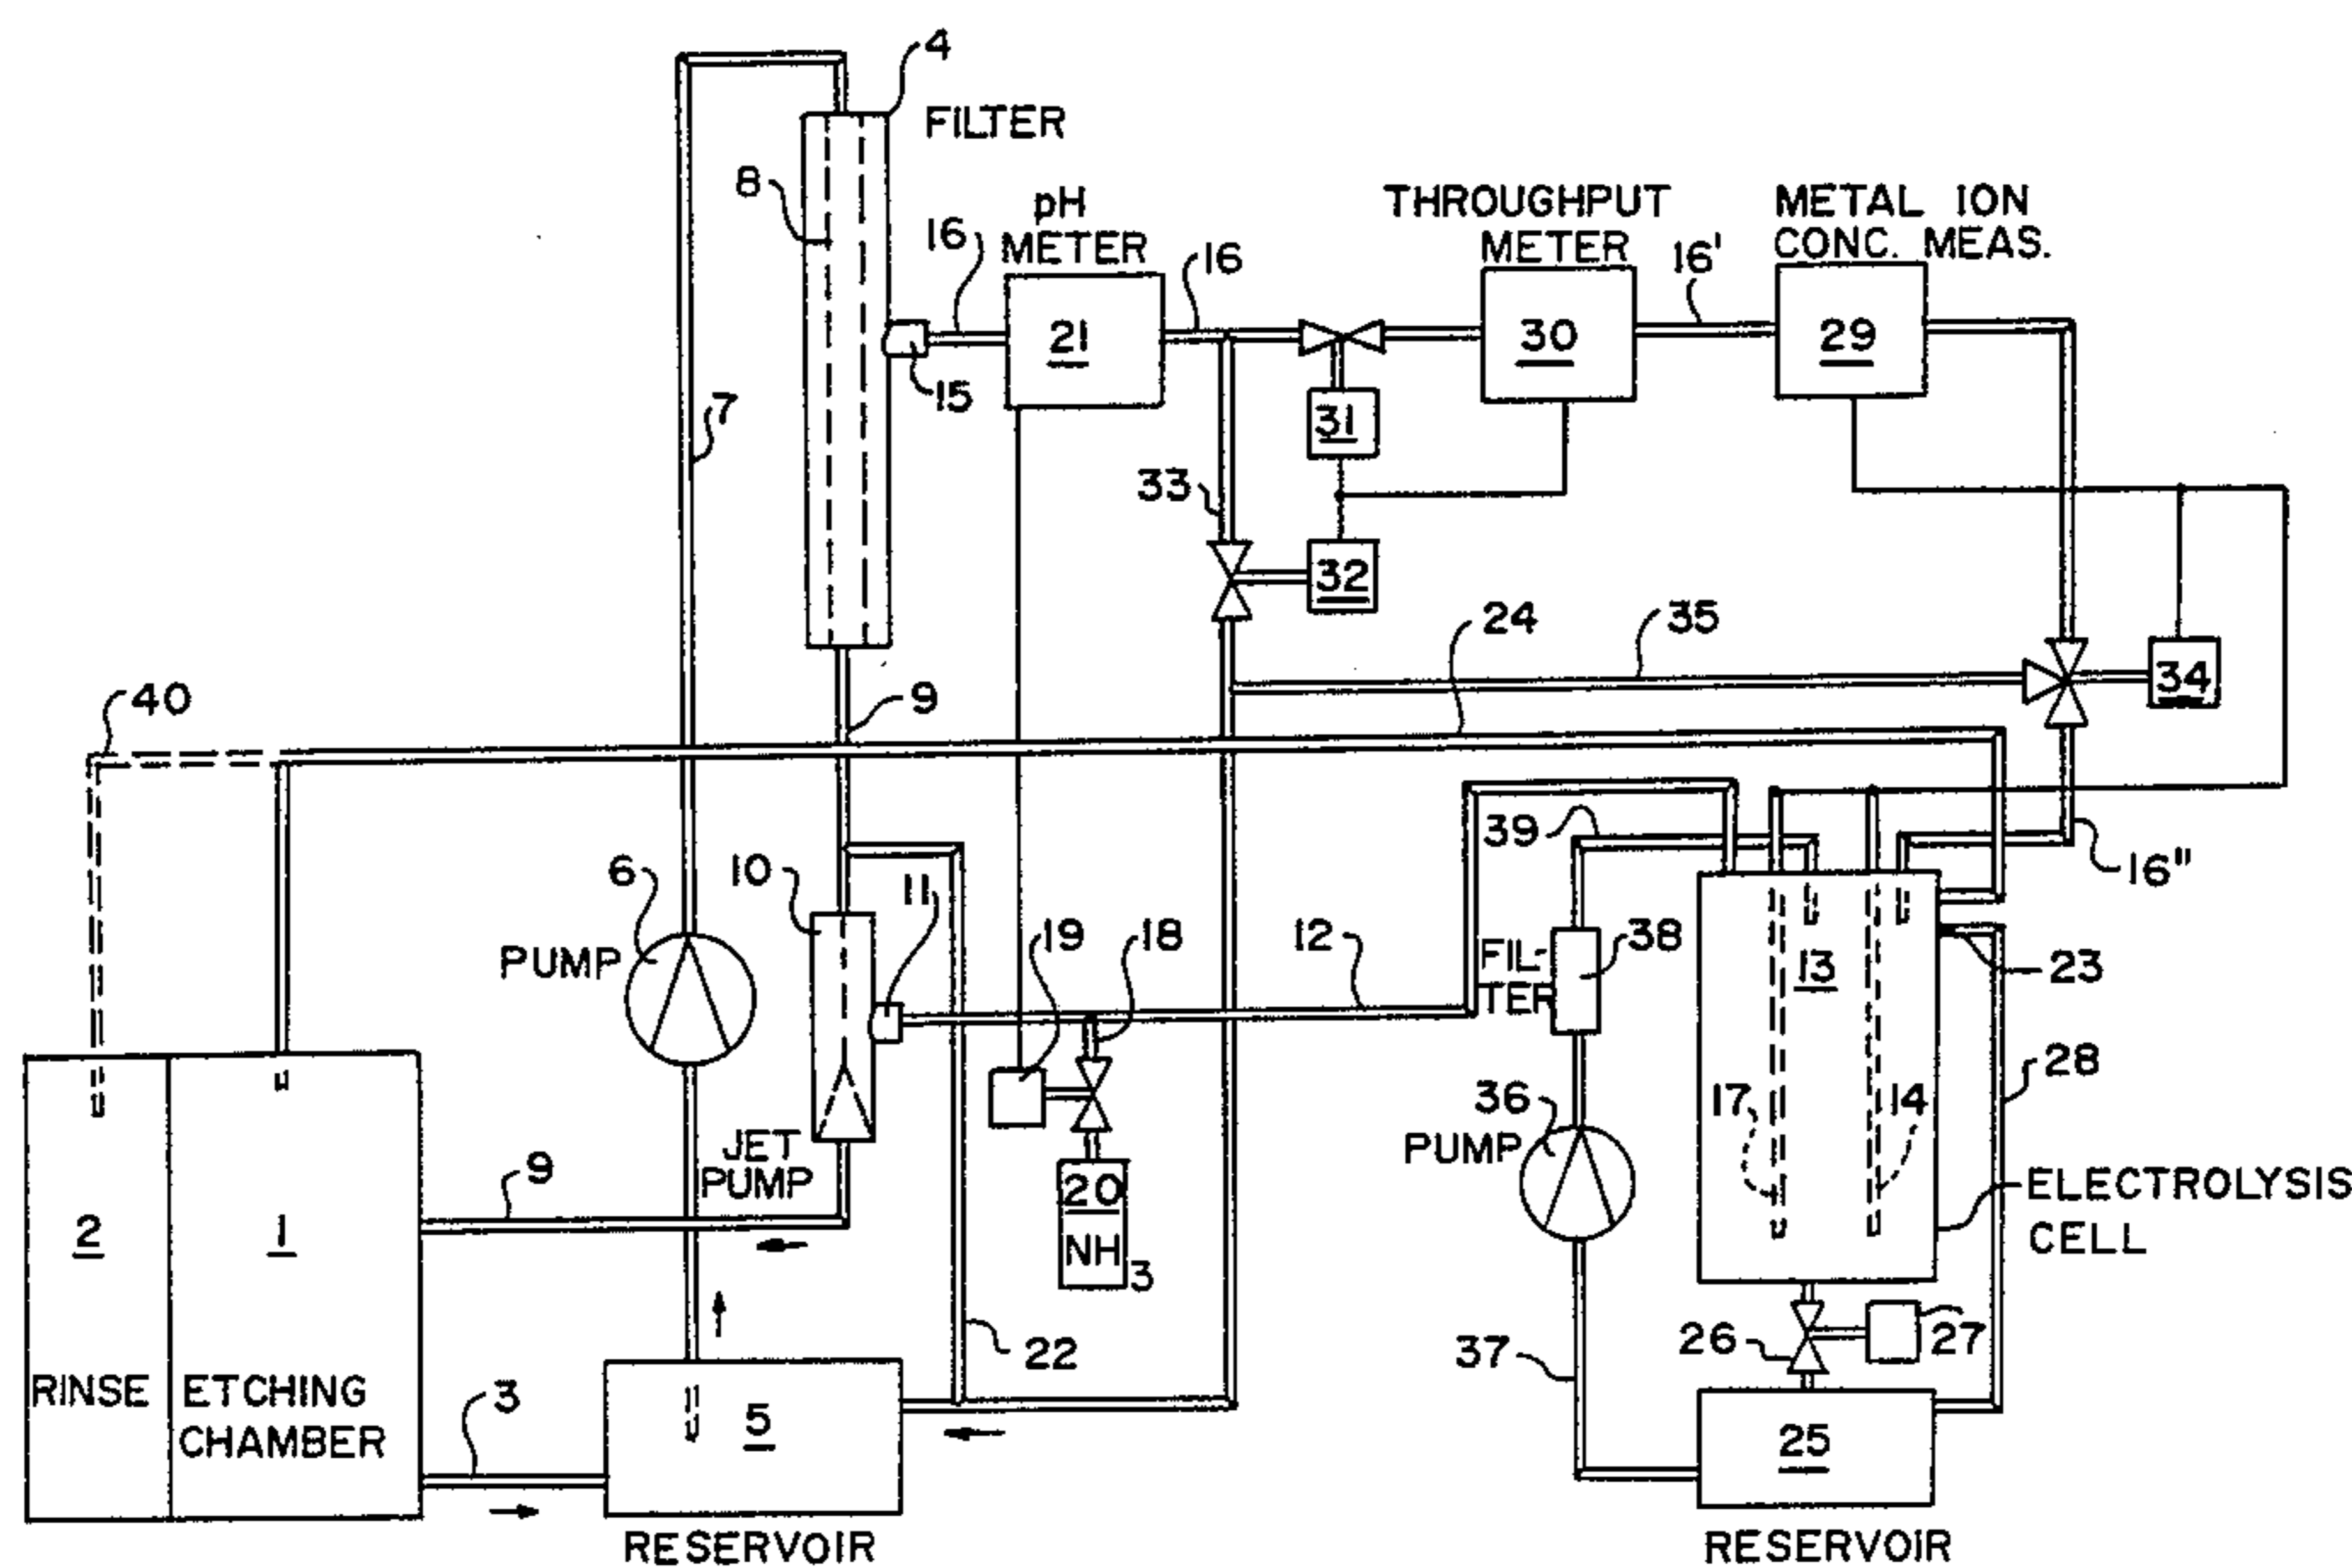 4
FILTER
8
pH
METER
16
16
THROUGHPUT
METER
16'
METAL ION
CONC. MEAS.
21
30
29
15
31
7
33
32
24
35
34
40
9
39
16"
6
10
11
PUMP
19
18
12
FIL-
TER
38
13
23
28
36
PUMP
17
14
JET
PUMP
9
20
NH3
ELECTROLYSIS
CELL
2
1
22
37
26
27
RINSE
ETCHING
CHAMBER
3
5
25
RESERVOIR
RESERVOIR